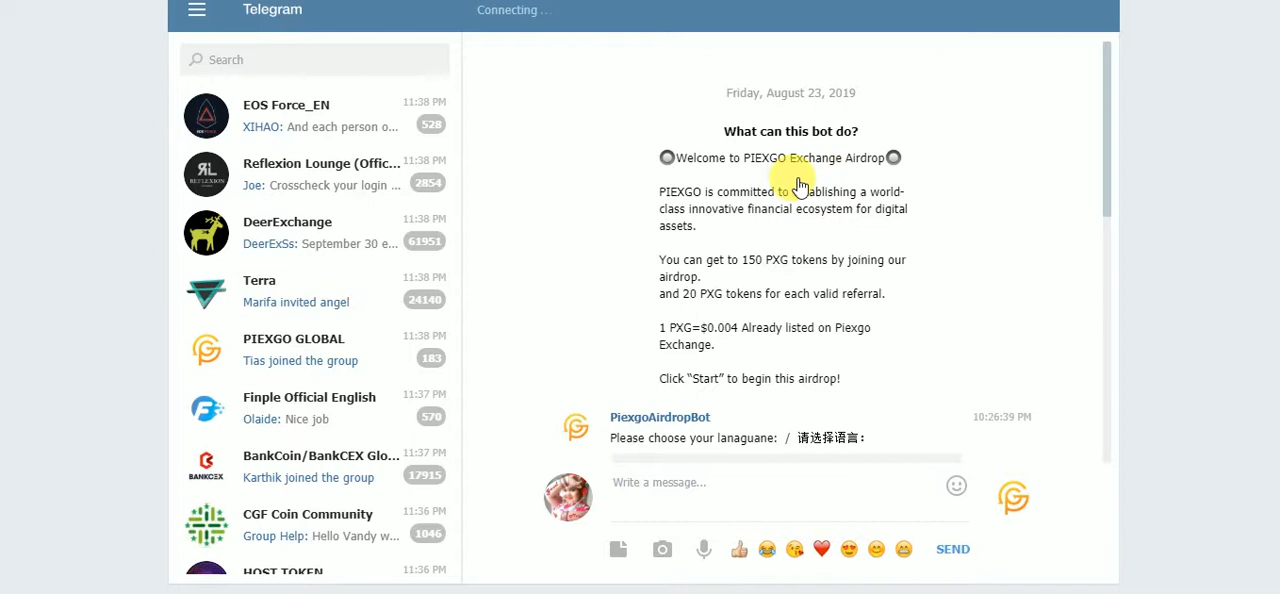 Telegram
Connecting . . .
Search
EOS Force_EN
11:38 PM
XIHAO: And each person o...
528
Reflexion Lounge (Offic...
11:38 PM
Joe: Crosscheck your login ...
2854
DeerExchange
11:38 PM
DeerExSs: September 30 e...
61951
Terra
11:38 PM
Marifa invited angel
24140
PIEXGO GLOBAL
11:38 PM
Tias joined the group
183
Finple Official English
11:37 PM
Olaide: Nice job
570
BankCoin/BankCEX Glo...
11:37 PM
Karthik joined the group
17915
BANKCEX
CGF Coin Community
11:36 PM
Group Help: Hello Vandy w...
1046
HOST TOKEN
11:36 PM
Friday, August 23, 2019
What can this bot do?
Welcome to PIEXGO Exchange Airdrop
PIEXGO is committed to establishing a world-
class innovative financial ecosystem for digital
assets.
You can get to 150 PXG tokens by joining our
airdrop.
and 20 PXG tokens for each valid referral.
1 PXG=$0.004 Already listed on Piexgo
Exchange.
Click “Start” to begin this airdrop!
PiexgoAirdropBot
10:26:39 PM
Please choose your lanaguane: / 请选择语言：
Write a message...
SEND